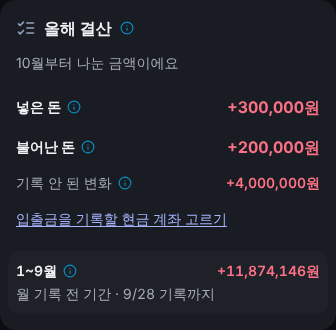 올해 결산
10월부터 나눈 금액이에요
넣은 돈 +300,000원
불어난 돈 +200,000원
기록 안 된 변화 +4,000,000원
입출금을 기록할 현금 계좌 고르기
1~9월 +11,874,146원
월 기록 전 기간 · 9/28 기록까지